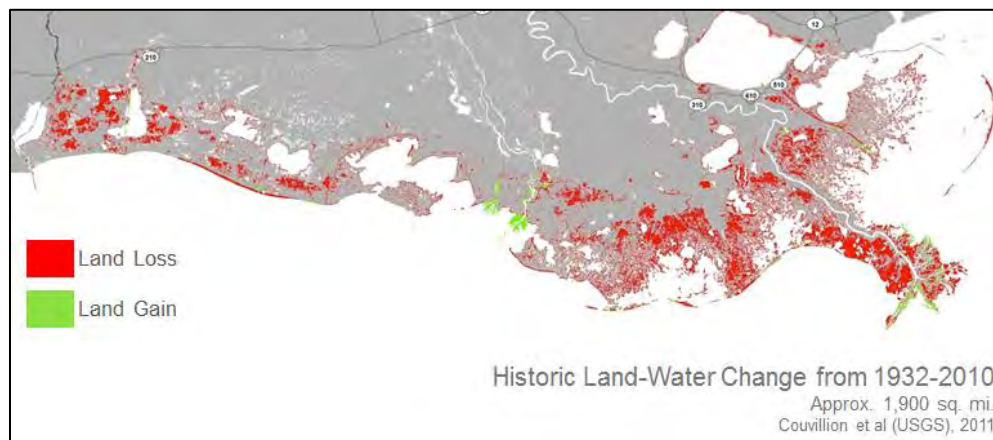 12
210
510
610
310
310
Land Loss
Land Gain
Historic Land-Water Change from 1932-2010
Approx. 1,900 sq. mi.
Couvillion et al (USGS), 2011